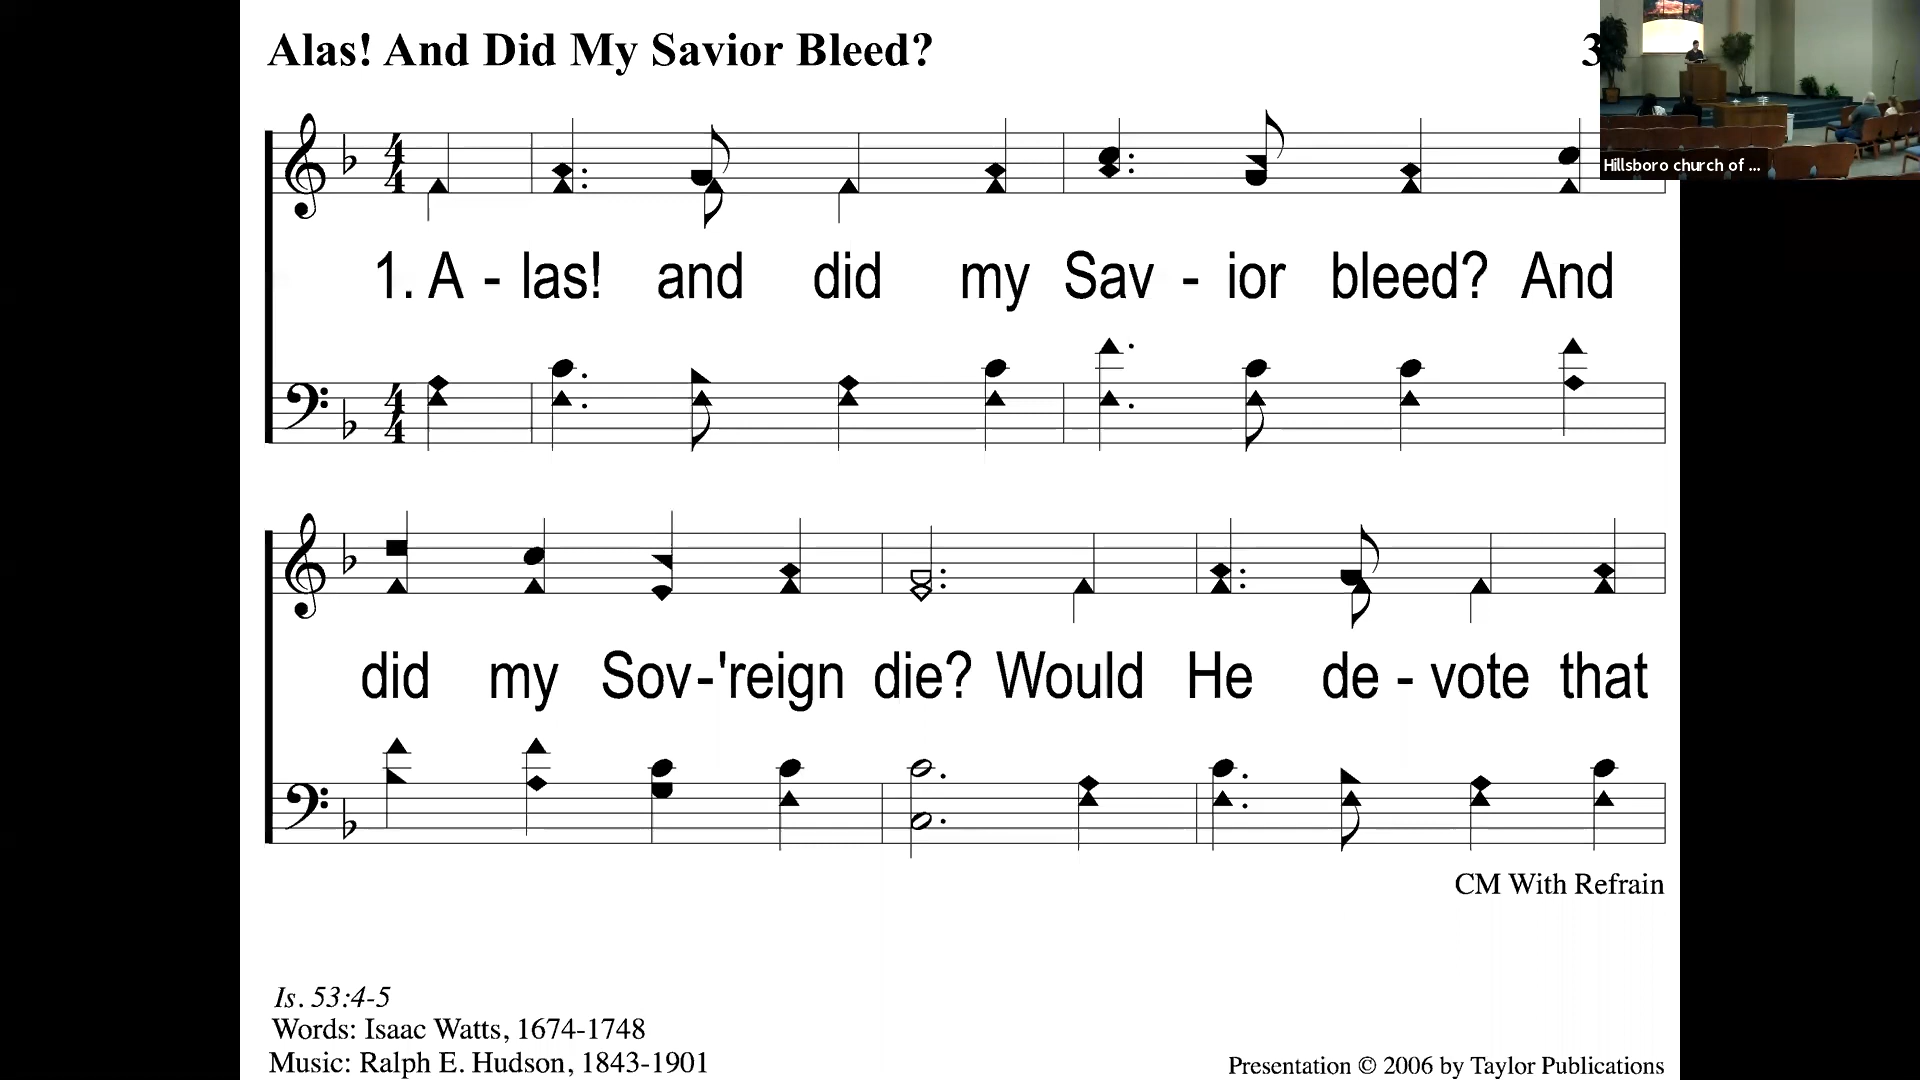 Alas! And Did My Savior Bleed?
Hillsboro church of ...
1. A - las! and did my Sav - ior bleed? And
did my Sov-'reign die? Would He de - vote that
CM With Refrain
Is. 53:4-5
Words: Isaac Watts, 1674-1748
Music: Ralph E. Hudson, 1843-1901
Presentation © 2006 by Taylor Publications